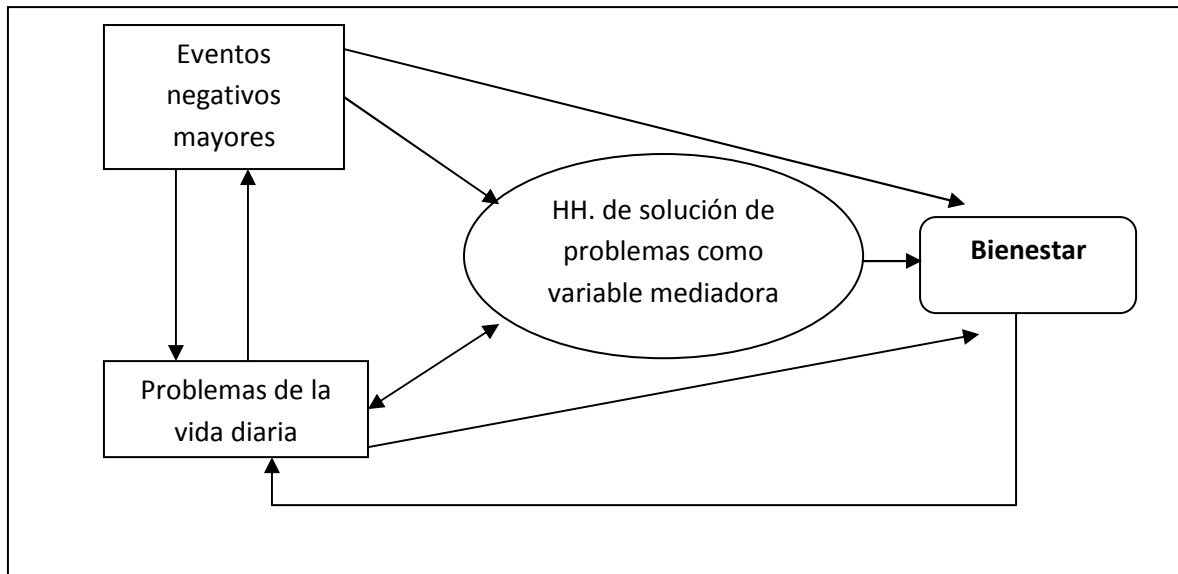 Eventos
negativos
mayores
HH. de solución de
problemas como
variable mediadora
Bienestar
Problemas de la
vida diaria